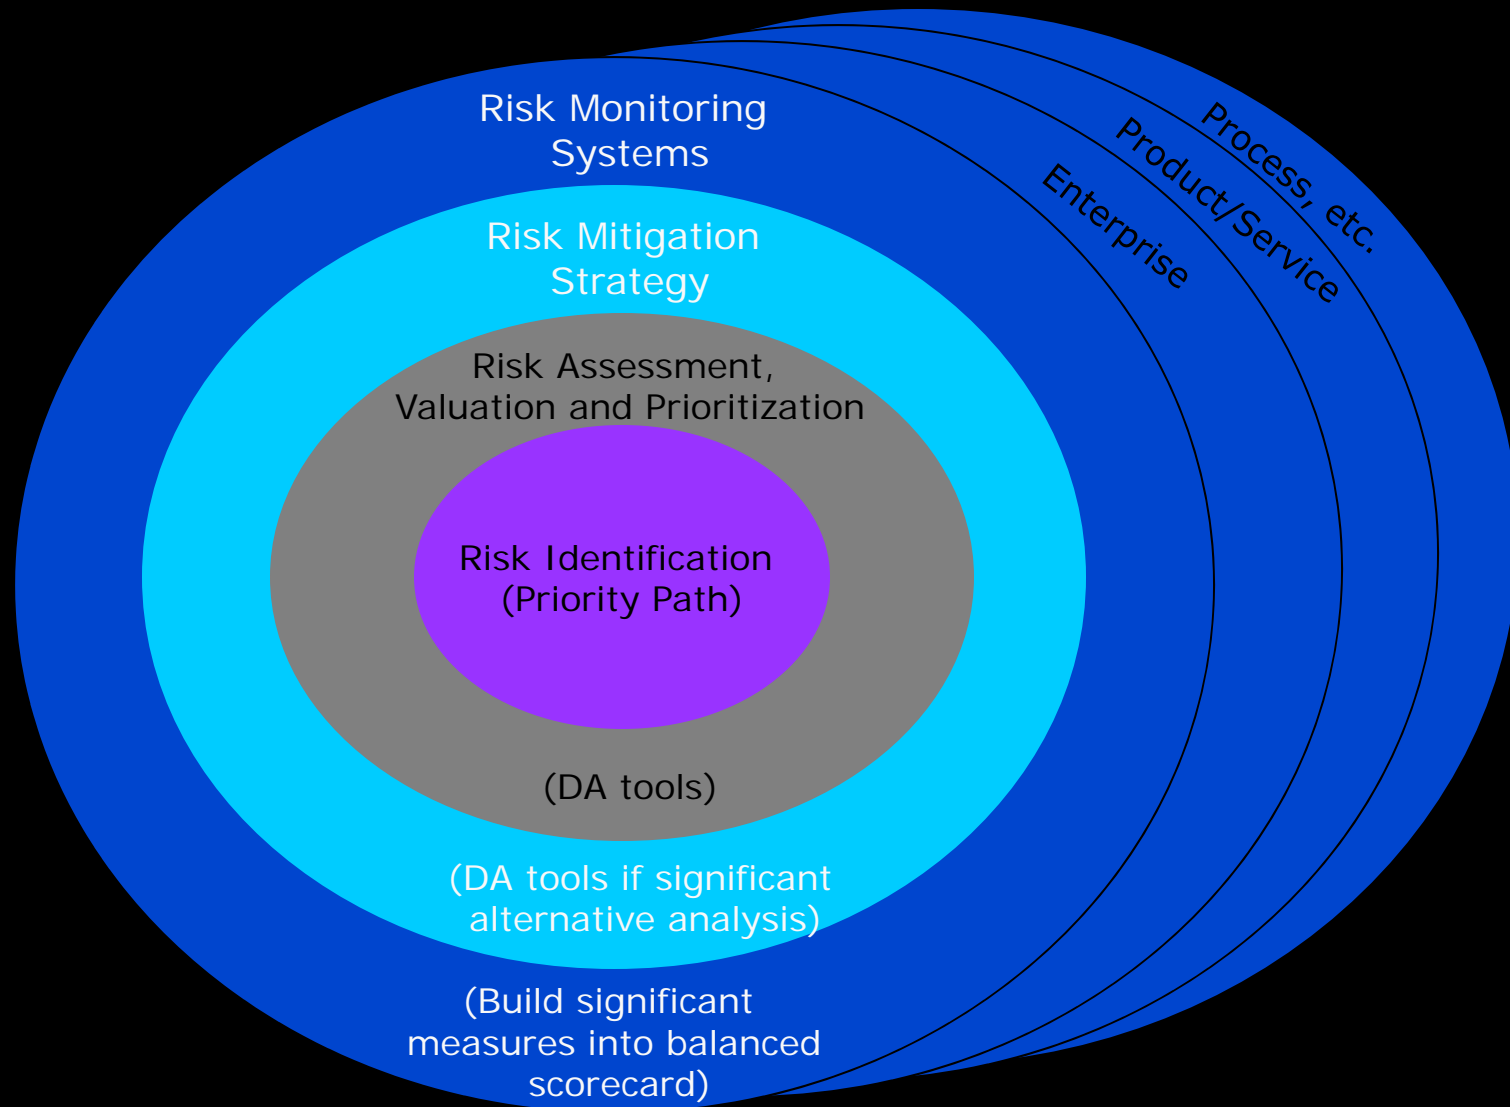 Risk Monitoring
Systems
Risk Mitigation
Strategy
Risk Assessment,
Valuation and Prioritization
Risk Identification
(Priority Path)
(DA tools)
(DA tools if significant
alternative analysis)
(Build significant
measures into balanced
scorecard)
Enterprise
Product/Service
Process, etc.